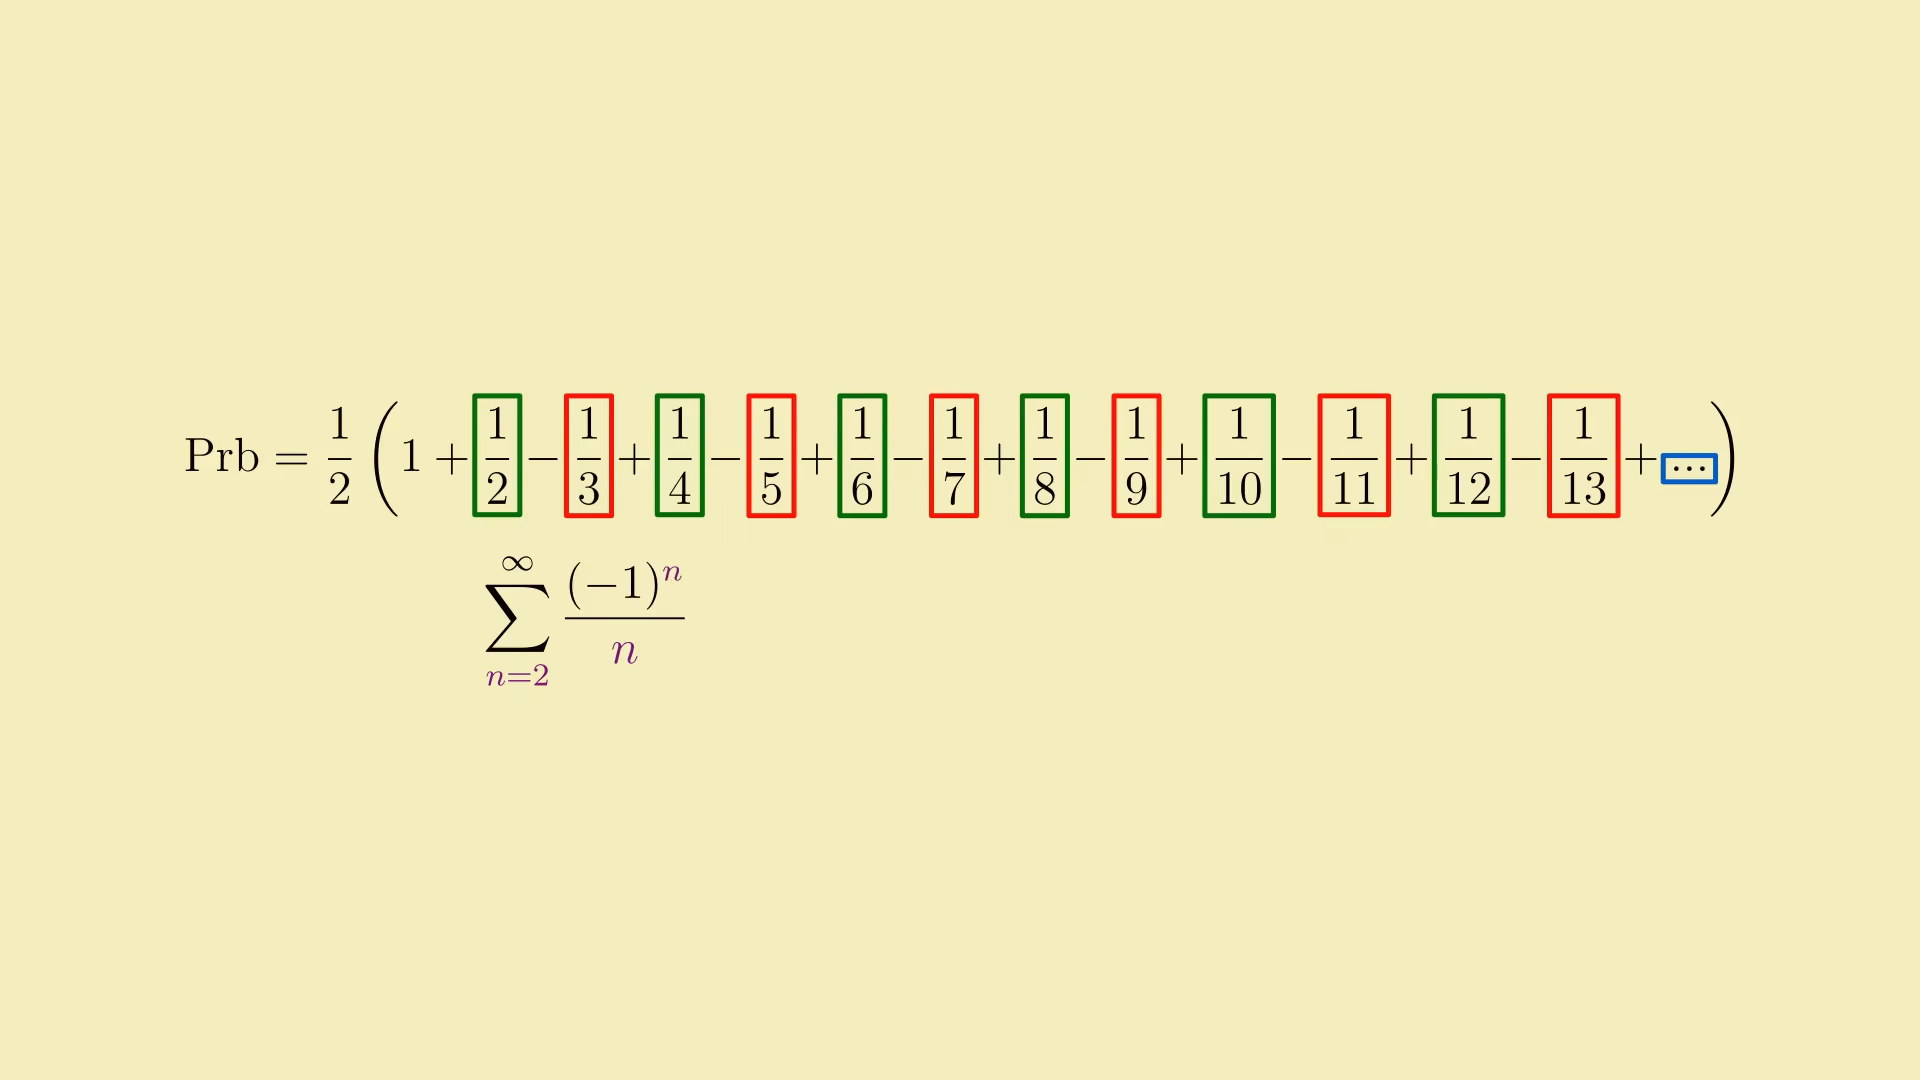 Prb = 1/2 (1 + 1/2 − 1/3 + 1/4 − 1/5 + 1/6 − 1/7 + 1/8 − 1/9 + 1/10 − 1/11 + 1/12 − 1/13 + ⋯)
∑_{n=2}^{∞} (−1)^n / n